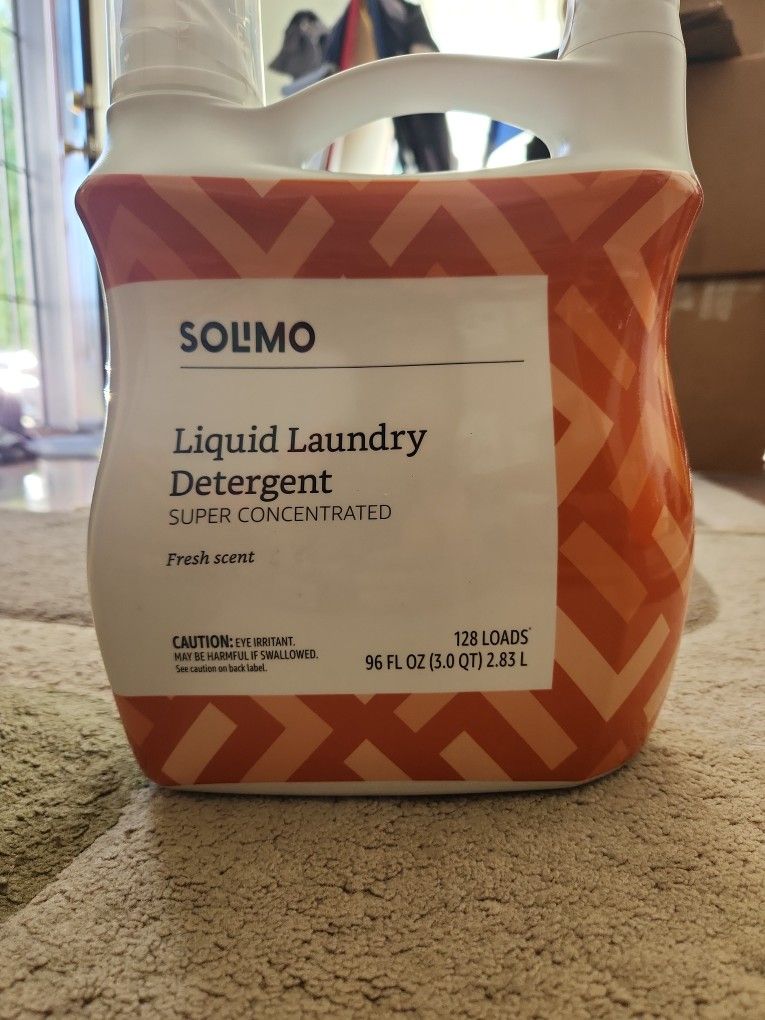 SOLIMO
Liquid Laundry
Detergent
SUPER CONCENTRATED
Fresh scent
CAUTION: EYE IRRITANT.
MAY BE HARMFUL IF SWALLOWED.
See caution on back label.
128 LOADS*
96 FL OZ (3.0 QT) 2.83 L